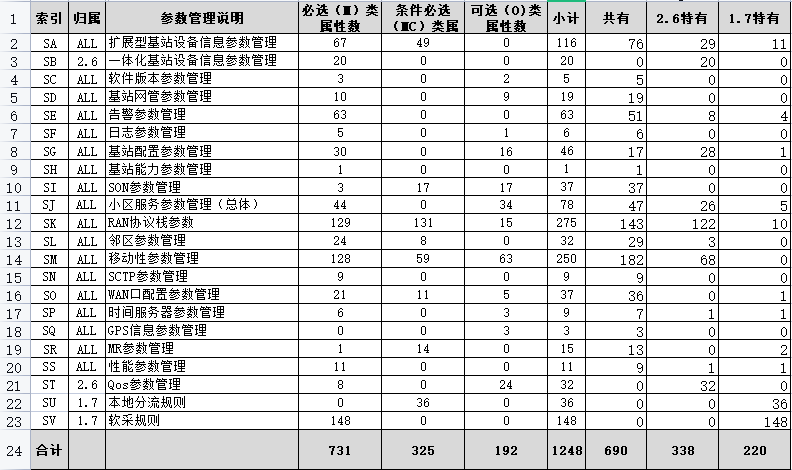 1 索引 归属 参数管理说明 必选（M）类属性数 条件必选（MC）类属 可选（O)类属性数 小计 共有 2.6特有 1.7特有
2 SA ALL 扩展型基站设备信息参数管理 67 49 0 116 76 29 11
3 SB 2.6 一体化基站设备信息参数管理 20 0 0 20 0 20 0
4 SC ALL 软件版本参数管理 3 0 2 5 5 0 0
5 SD ALL 基站网管参数管理 10 0 9 19 19 0 0
6 SE ALL 告警参数管理 63 0 0 63 51 8 4
7 SF ALL 日志参数管理 5 0 1 6 6 0 0
8 SG ALL 基站配置参数管理 30 0 16 46 17 28 1
9 SH ALL 基站能力参数管理 1 0 0 1 1 0 0
10 SI ALL SON参数管理 3 17 17 37 37 0 0
11 SJ ALL 小区服务参数管理（总体） 44 0 34 78 47 26 5
12 SK ALL RAN协议栈参数 129 131 15 275 143 122 10
13 SL ALL 邻区参数管理 24 8 0 32 29 3 0
14 SM ALL 移动性参数管理 128 59 63 250 182 68 0
15 SN ALL SCTP参数管理 9 0 0 9 9 0 0
16 SO ALL WAN口配置参数管理 21 11 5 37 36 0 1
17 SP ALL 时间服务器参数管理 6 0 3 9 7 1 1
18 SQ ALL GPS信息参数管理 0 0 3 3 3 0 0
19 SR ALL MR参数管理 1 14 0 15 13 0 2
20 SS ALL 性能参数管理 11 0 0 11 9 1 1
21 ST 2.6 Qos参数管理 8 0 24 32 0 32 0
22 SU 1.7 本地分流规则 0 36 0 36 0 0 36
23 SV 1.7 软采规则 148 0 0 148 0 0 148
24 合计 731 325 192 1248 690 338 220